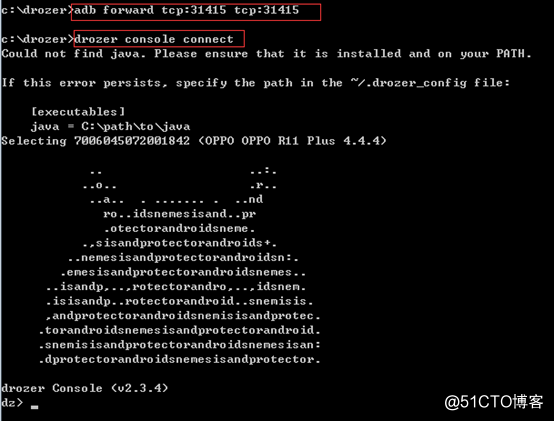 c:\drozer>adb forward tcp:31415 tcp:31415
c:\drozer>drozer console connect
Could not find java. Please ensure that it is installed and on your PATH.
If this error persists, specify the path in the ~/.drozer_config file:
[executables]
java = C:\path\to\java
Selecting 7006045072001842 (OPPO OPPO R11 Plus 4.4.4)
.. ..:.
..o.. .r..
..a.. . ....... . ..nd
ro..idsnemesisand..pr
.otectorandroidsneme.
.,sisandprotectorandroids+.
..nemesisandprotectorandroidsn:.
.emesisandprotectorandroidsnemes..
..isandp,..,rotectorandro,..,idsnem.
.isisandp..rotectorandroid..snemisis.
,andprotectorandroidsnemisisandprotec.
.torandroidsnemesisandprotectorandroid.
.snemisisandprotectorandroidsnemesisan:
.dprotectorandroidsnemesisandprotector.
drozer Console (v2.3.4)
dz> _
@51CTO博客